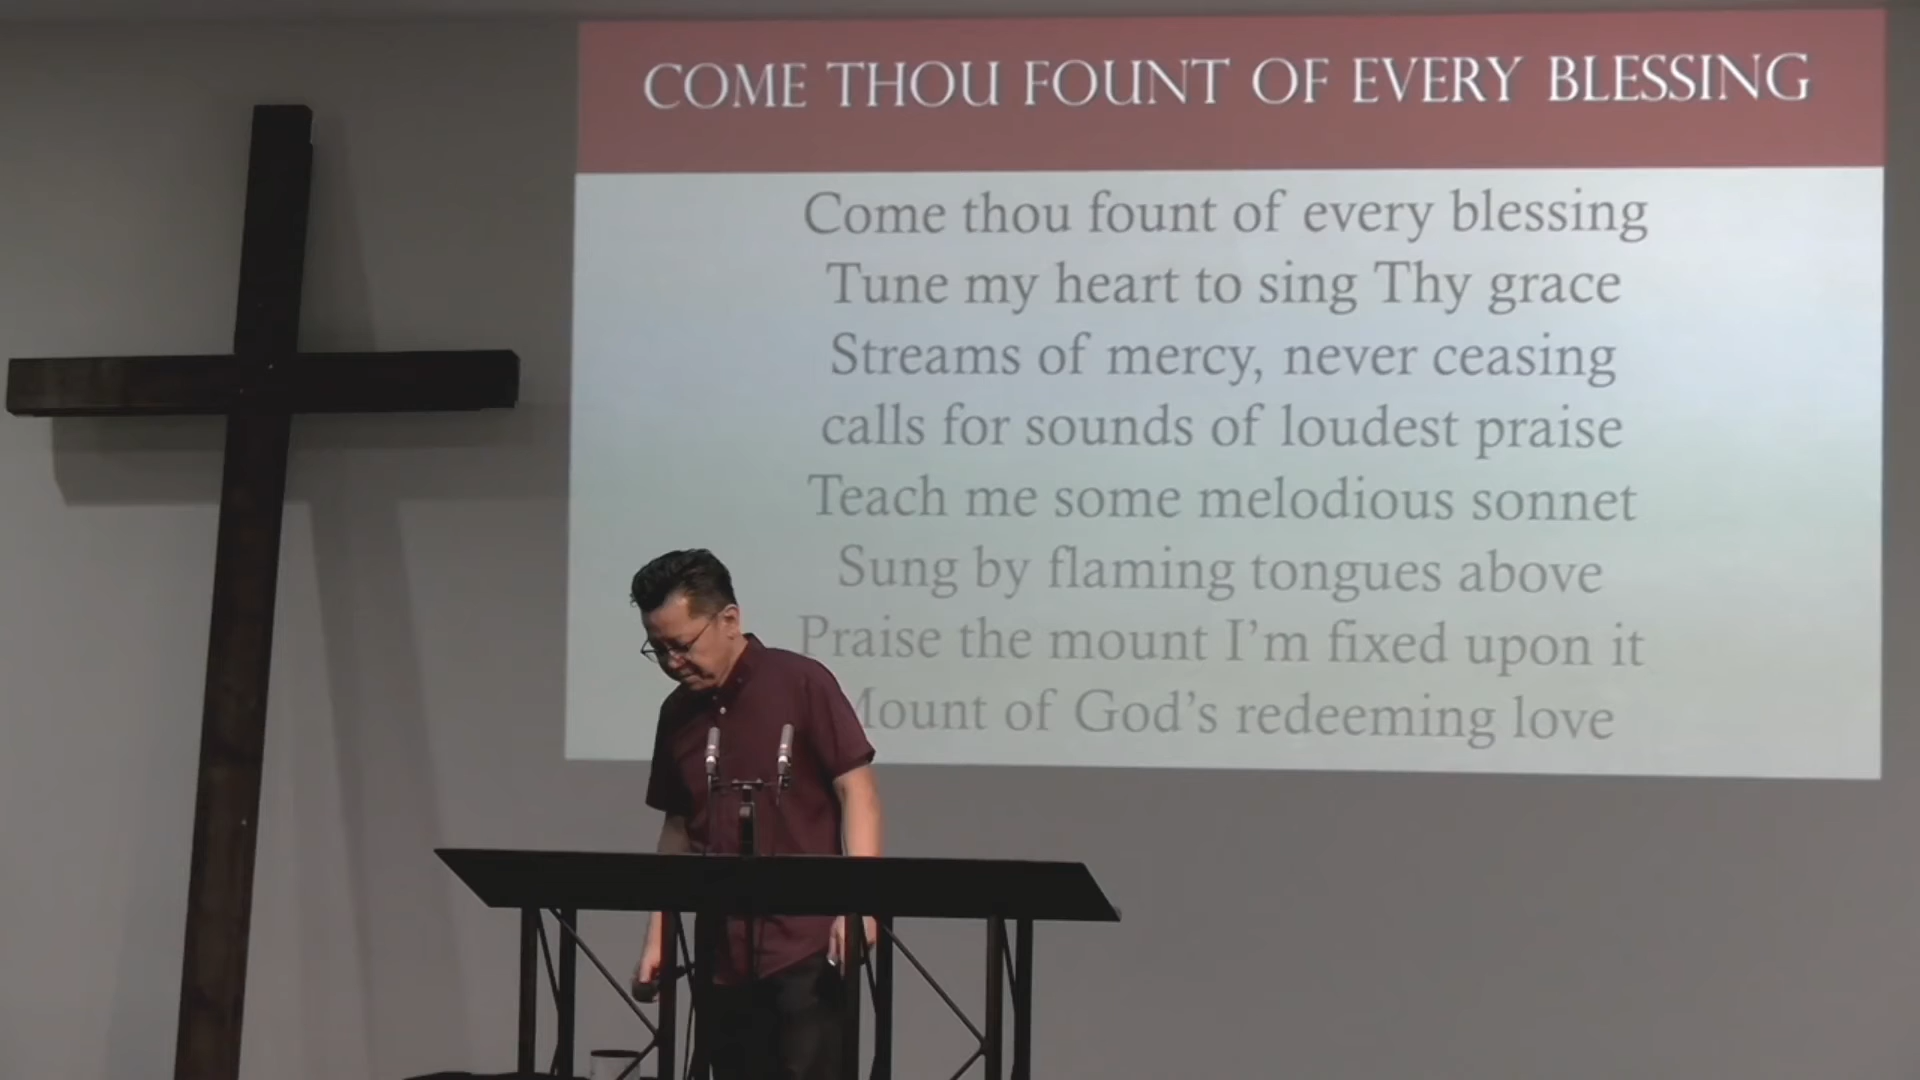 COME THOU FOUNT OF EVERY BLESSING
Come thou fount of every blessing
Tune my heart to sing Thy grace
Streams of mercy, never ceasing
calls for sounds of loudest praise
Teach me some melodious sonnet
Sung by flaming tongues above
Praise the mount I'm fixed upon it
Mount of God's redeeming love